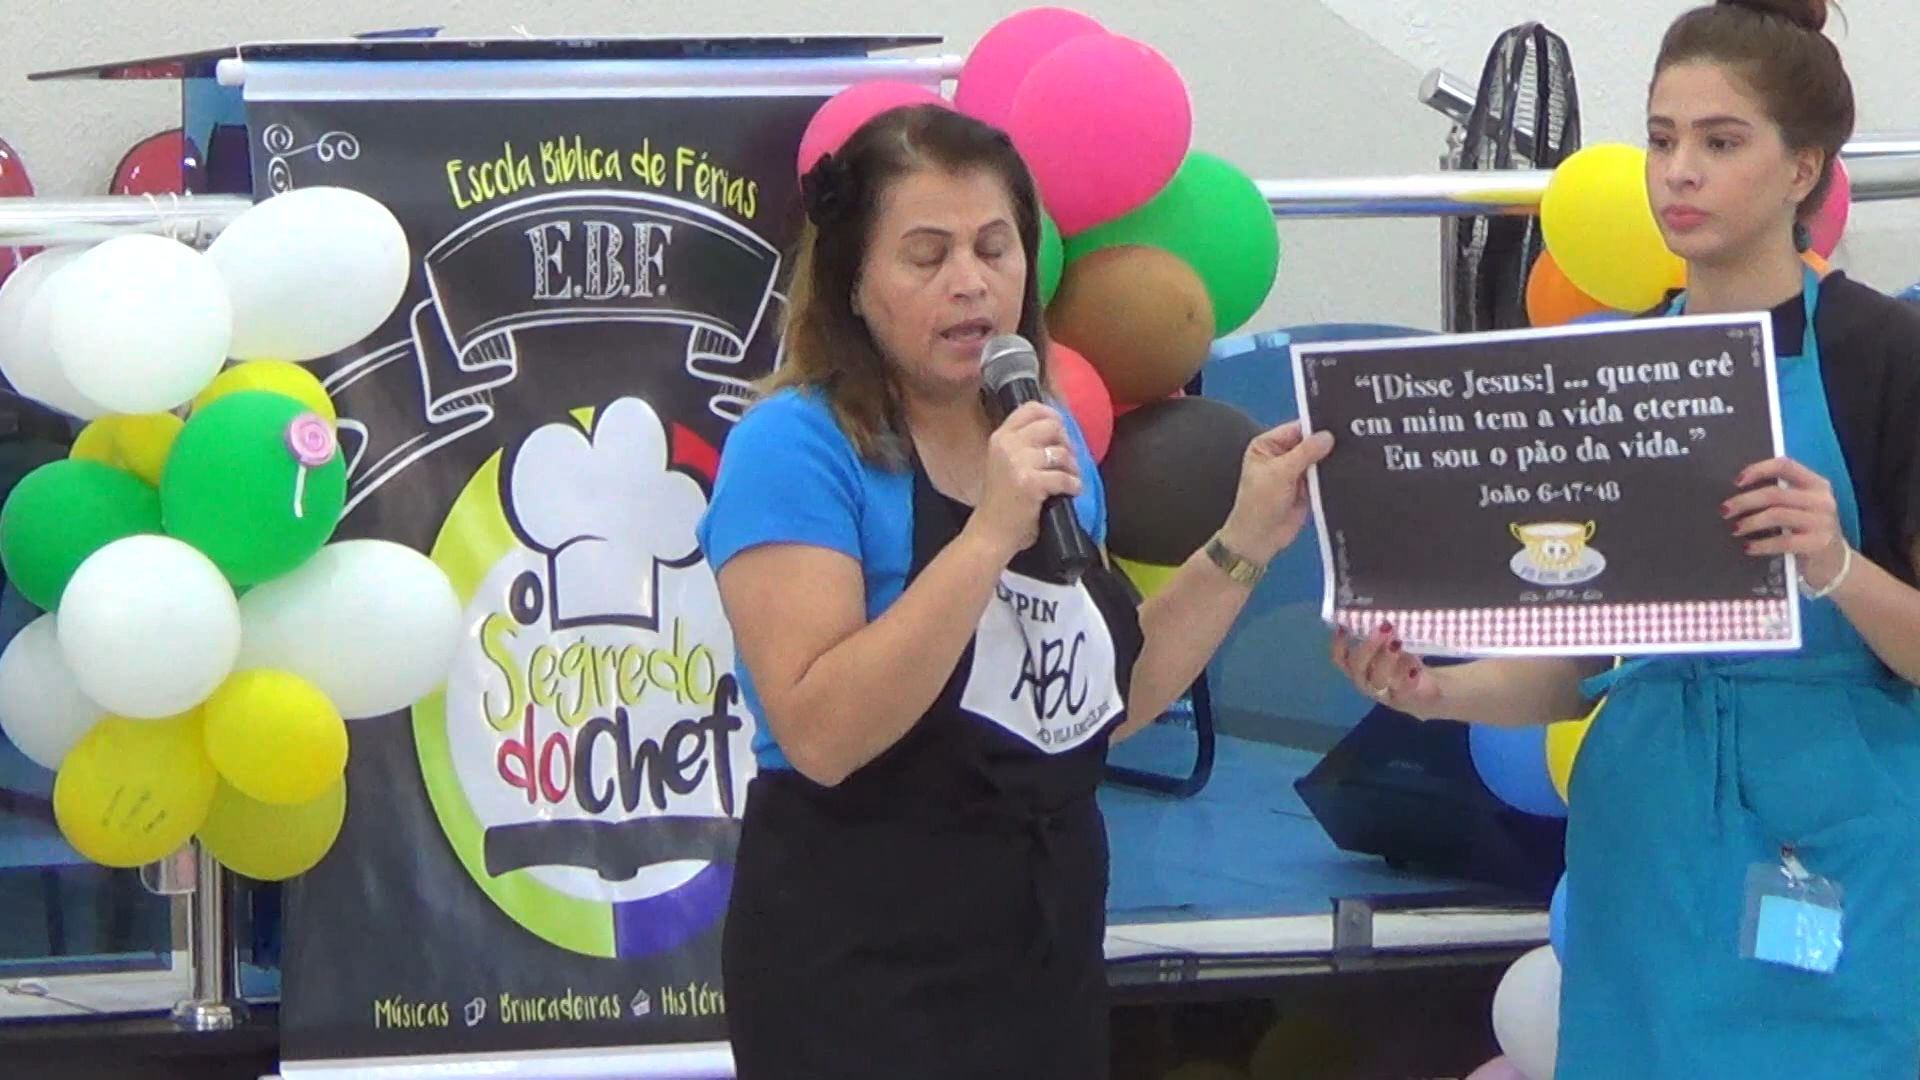 Escola Bíblica de Férias
E.B.F.
O
Segredo
do Chef
Músicas Brincadeiras
PIN
ABC
"[Disse Jesus:] ... quem crê
em mim tem a vida eterna.
Eu sou o pão da vida."
João 6-47-48